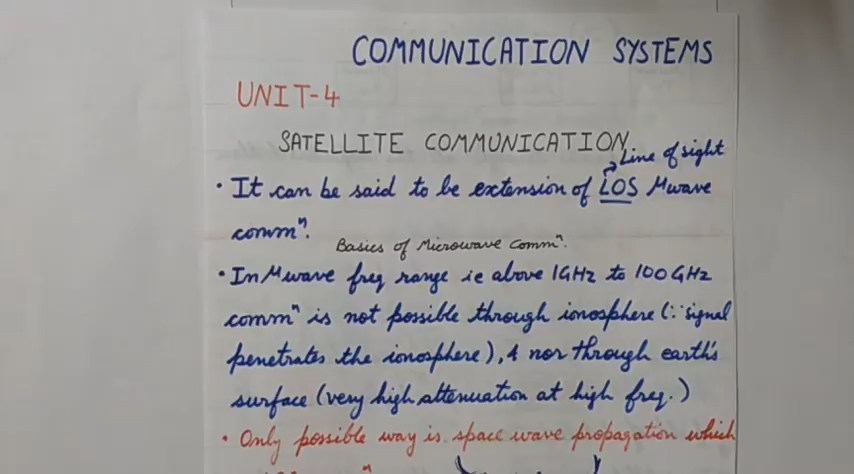 COMMUNICATION SYSTEMS
UNIT-4
SATELLITE COMMUNICATION
Line of sight
• It can be said to be extension of LOS μwave
commⁿ.
Basics of Microwave Commⁿ.
• In μwave freq range ie above 1GHz to 100GHz
commⁿ is not possible through ionosphere (∵ signal
penetrates the ionosphere), & nor through earth's
surface (very high attenuation at high freq.)
• Only possible way is space wave propagation which